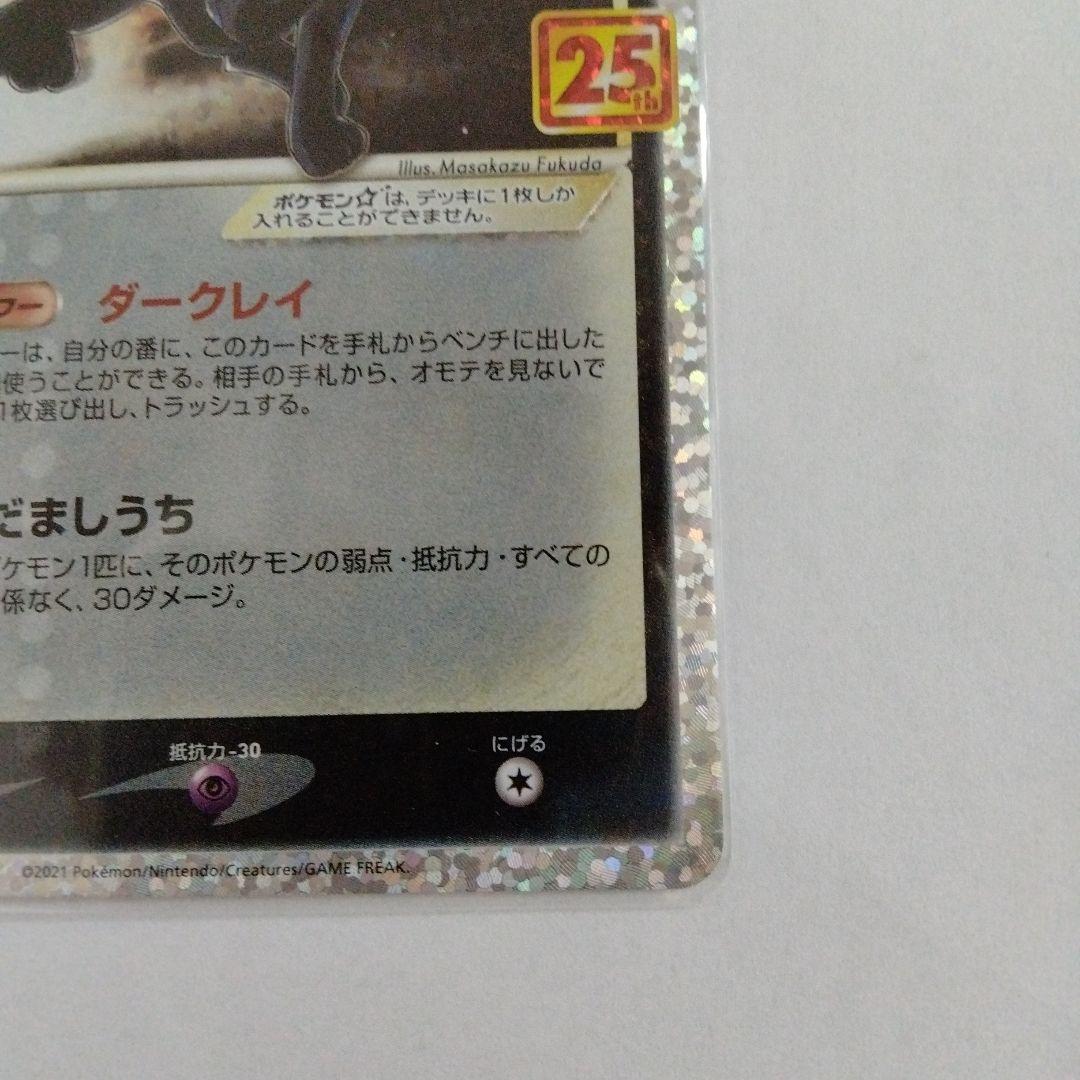 25th
Illus. Masakazu Fukuda
ポケモン☆は、デッキに1枚しか
入れることができません。
ワー ダークレイ
ーは、自分の番に、このカードを手札からベンチに出した
使うことができる。相手の手札から、オモテを見ないで
1枚選び出し、トラッシュする。
だましうち
ケモン1匹に、そのポケモンの弱点・抵抗力・すべての
係なく、30ダメージ。
抵抗力-30
にげる
©2021 Pokémon/Nintendo/Creatures/GAME FREAK.